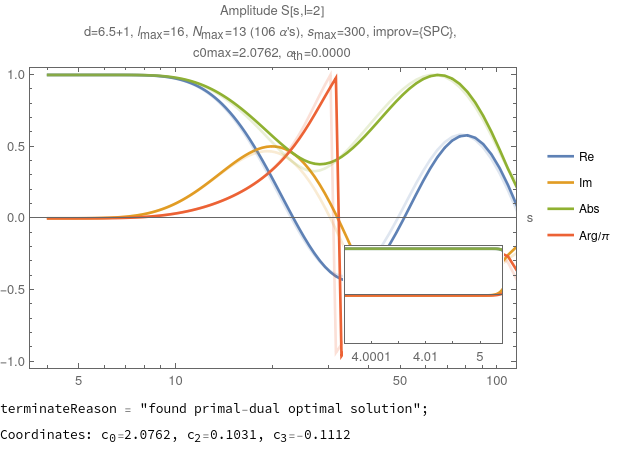 Amplitude S[s,l=2]
d=6.5+1, lmax=16, Nmax=13 (106 α's), smax=300, improv={SPC},
c0max=2.0762, αth=0.0000
1.0
0.5
0.0
-0.5
-1.0
5
10
50
100
s
4.0001
4.01
5
Re
Im
Abs
Arg/π
terminateReason = "found primal-dual optimal solution";
Coordinates: c0=2.0762, c2=0.1031, c3=-0.1112